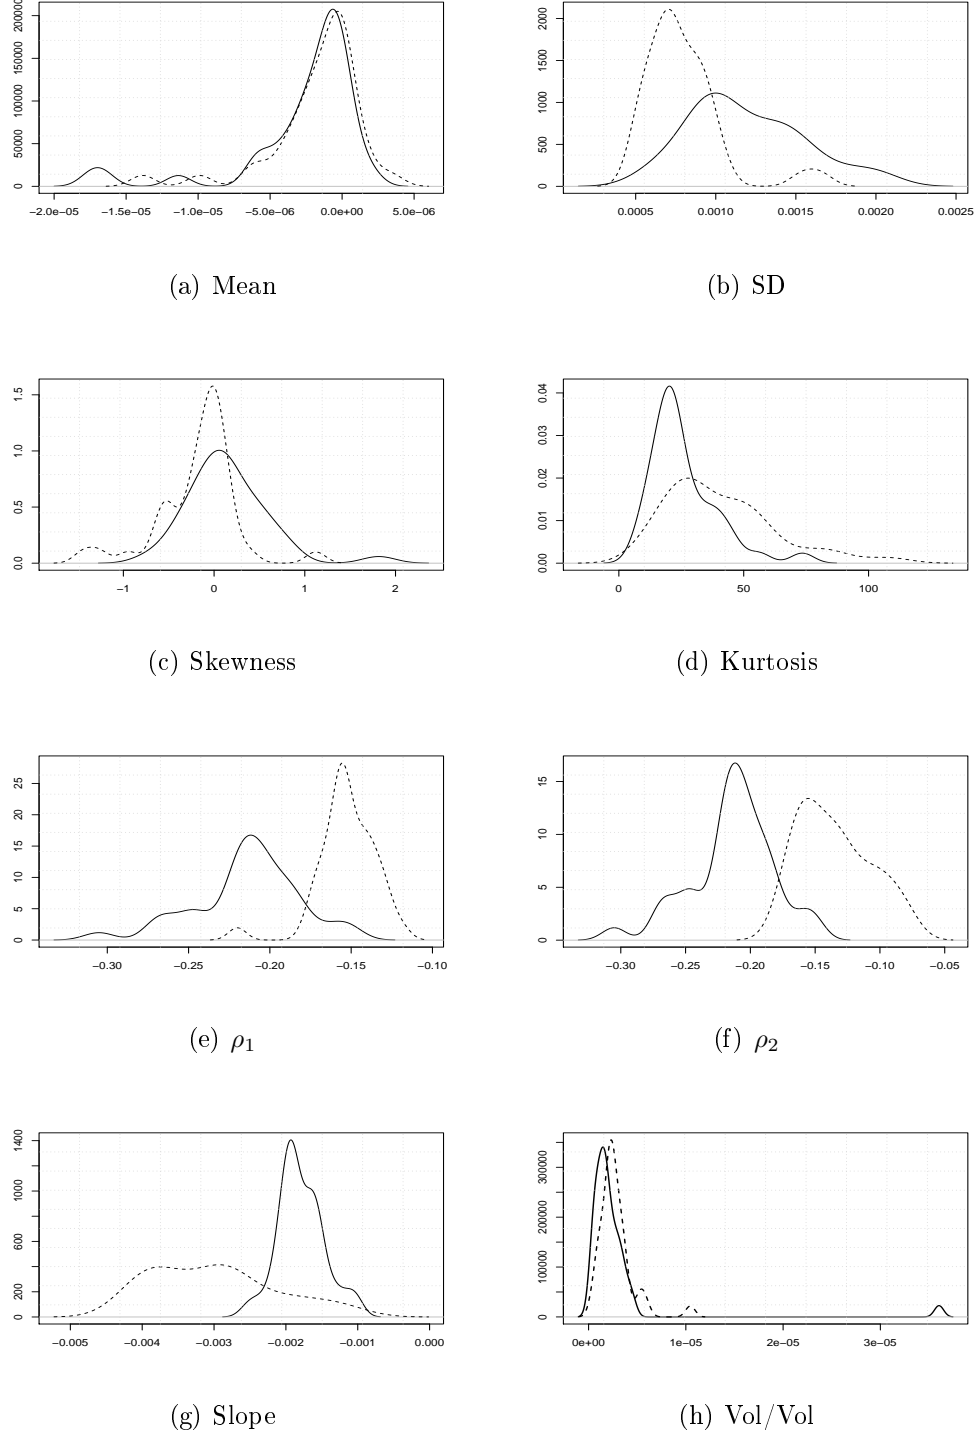 0 50000 100000 150000 200000
−2.0e−05 −1.5e−05 −1.0e−05 −5.0e−06 0.0e+00 5.0e−06
(a) Mean
0 500 1000 1500 2000
0.0005 0.0010 0.0015 0.0020 0.0025
(b) SD
0.0 0.5 1.0 1.5
−1 0 1 2
(c) Skewness
0.00 0.01 0.02 0.03 0.04
0 50 100
(d) Kurtosis
0 5 10 15 20 25
−0.30 −0.25 −0.20 −0.15 −0.10
(e) ρ₁
0 5 10 15
−0.30 −0.25 −0.20 −0.15 −0.10 −0.05
(f) ρ₂
0 200 600 1000 1400
−0.005 −0.004 −0.003 −0.002 −0.001 0.000
(g) Slope
0 100000 200000 300000
0e+00 1e−05 2e−05 3e−05
(h) Vol/Vol